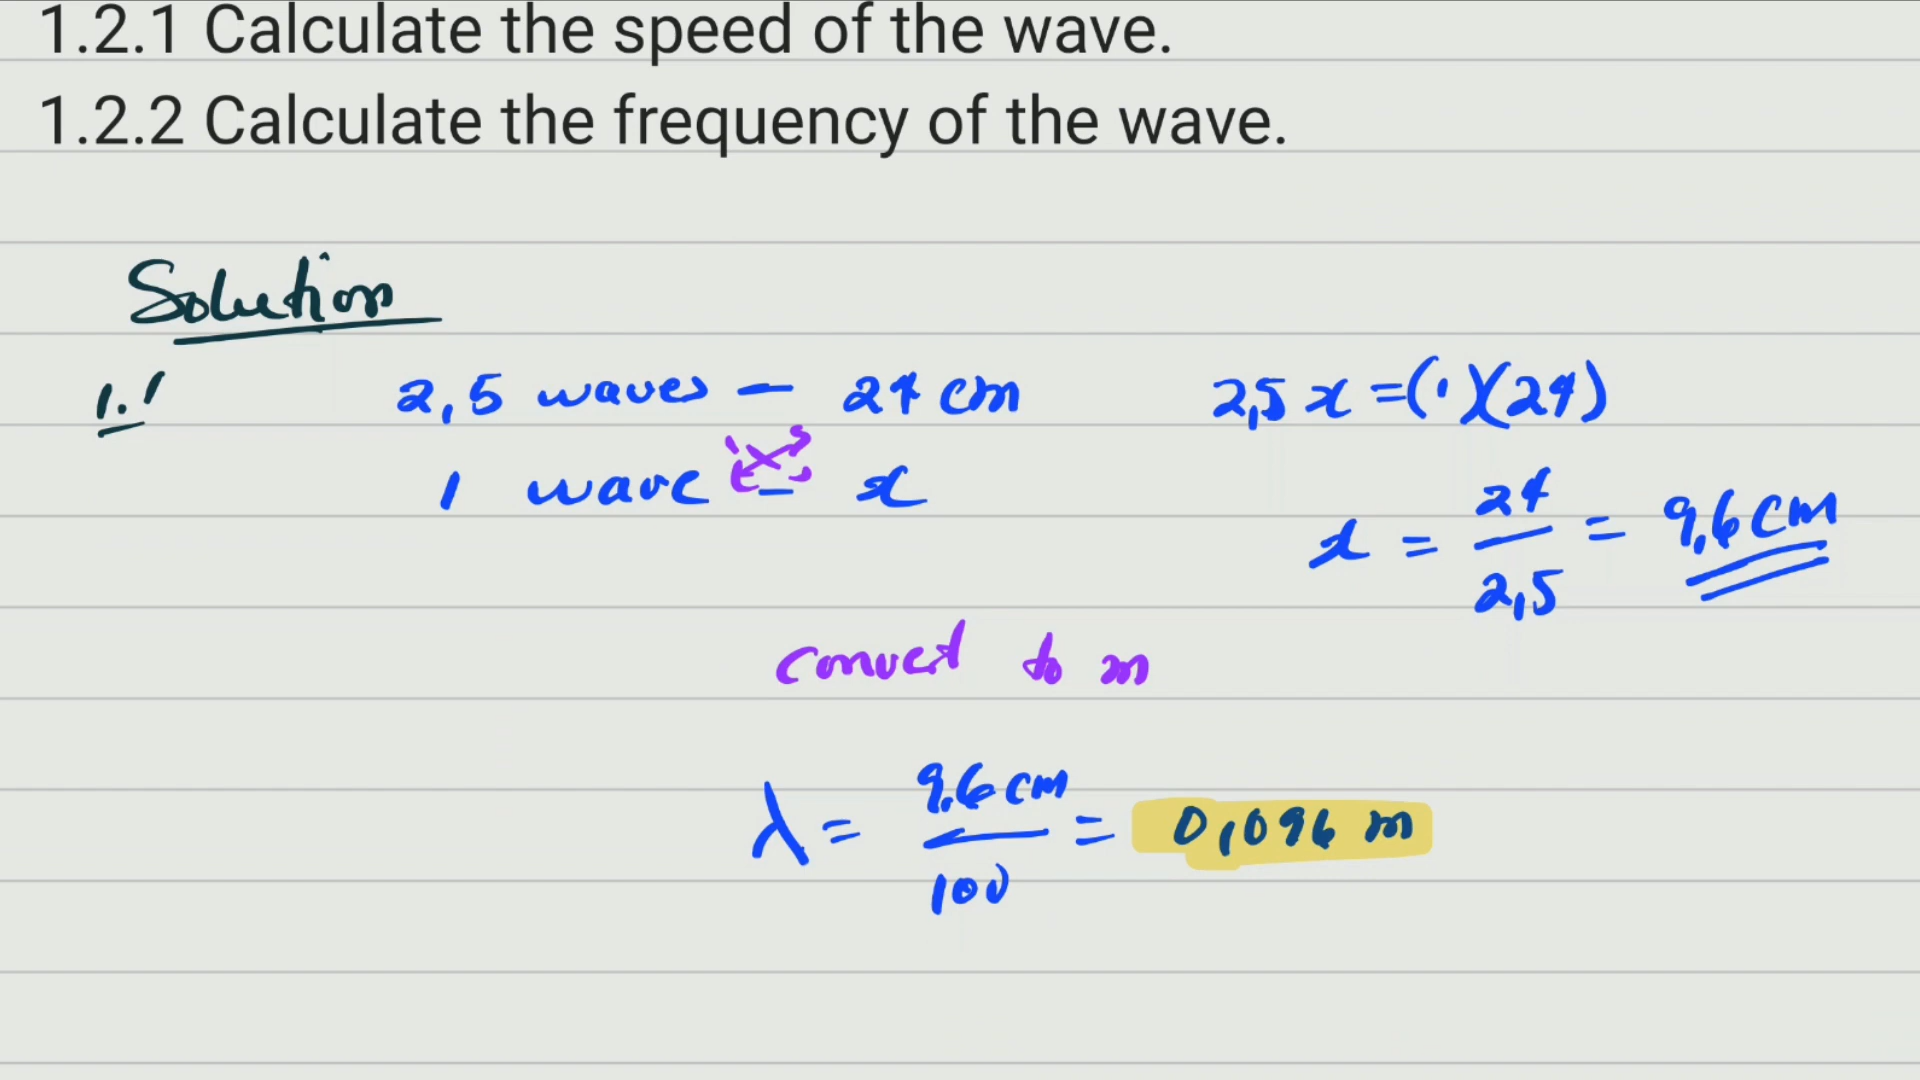 1.2.1 Calculate the speed of the wave.
1.2.2 Calculate the frequency of the wave.
Solution
1.1
2,5 waves - 24 cm
1 wave - x
2,5 x = (1)(24)
x = 24/2,5 = 9,6 cm
convert to m
λ = 9,6 cm/100 = 0,096 m